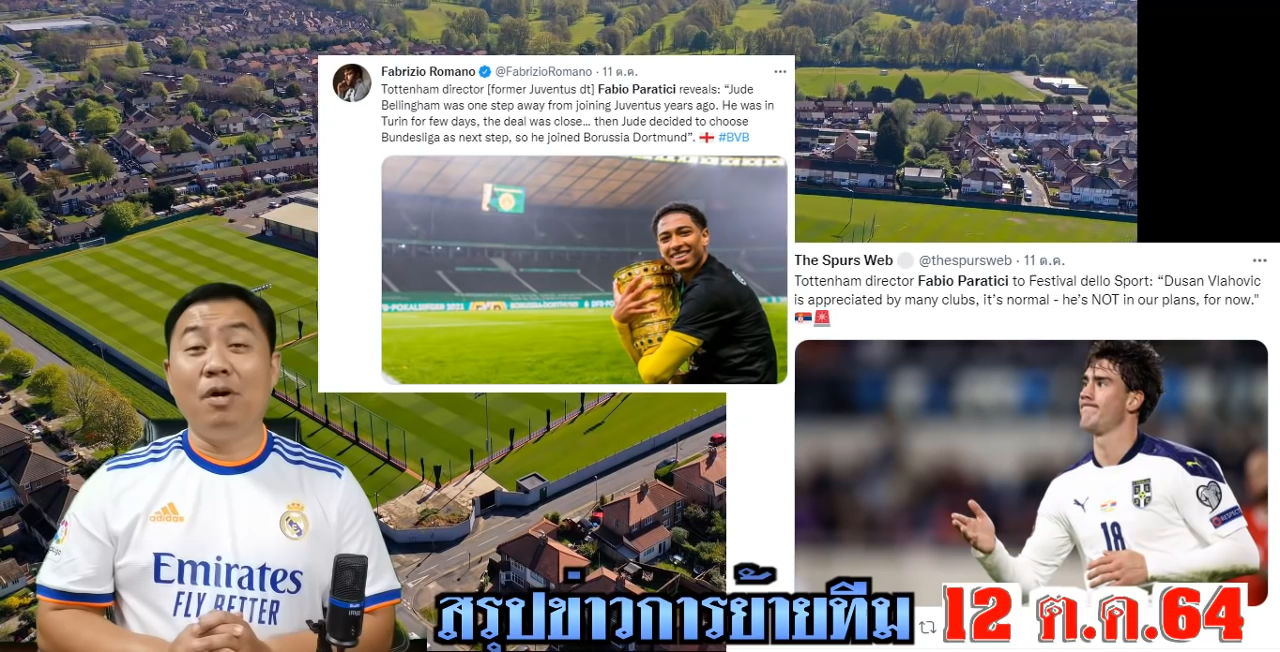 Fabrizio Romano @FabrizioRomano · 11 ต.ค.
Tottenham director [former Juventus dt] Fabio Paratici reveals: “Jude
Bellingham was one step away from joining Juventus years ago. He was in
Turin for few days, the deal was close... then Jude decided to choose
Bundesliga as next step, so he joined Borussia Dortmund”. 🏴󠁧󠁢󠁥󠁮󠁧󠁿 #BVB
The Spurs Web @thespursweb · 11 ต.ค.
Tottenham director Fabio Paratici to Festival dello Sport: “Dusan Vlahovic
is appreciated by many clubs, it’s normal - he’s NOT in our plans, for now."
🇷🇸🚨
18
RESPECT
adidas
Emirates
FLY BETTER
สรุปข่าวการย้ายทีม
12 ต.ค.64